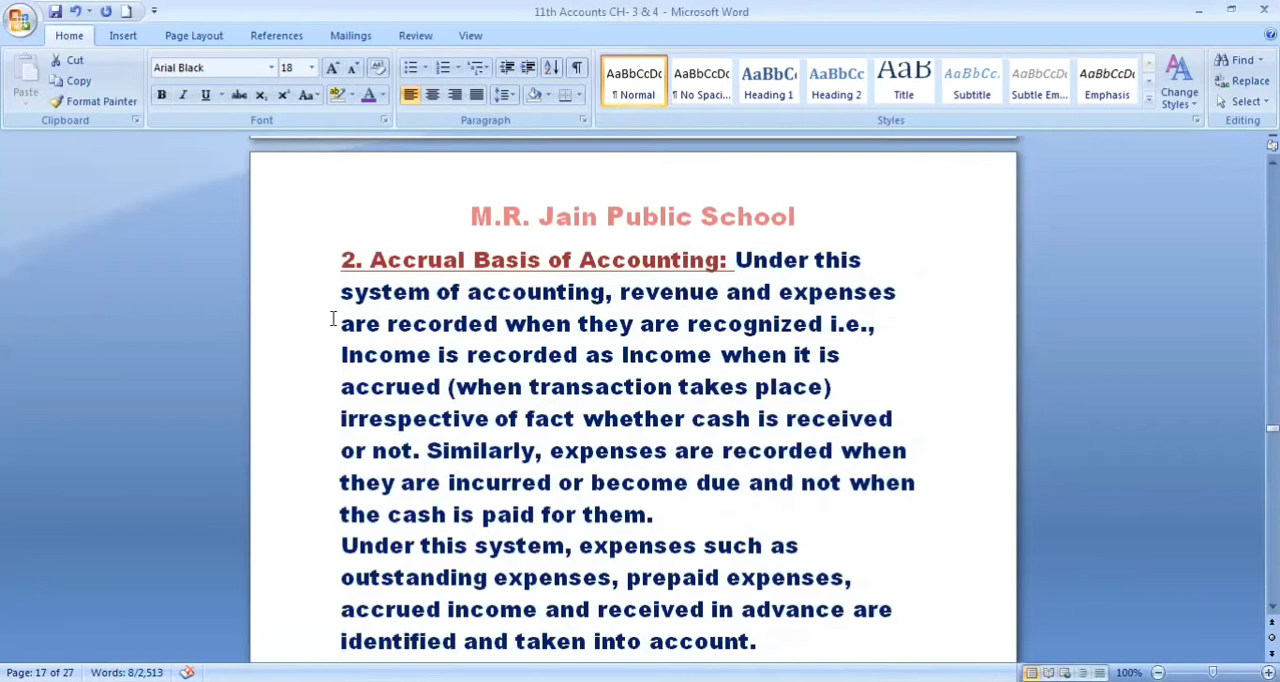 11th Accounts CH- 3 & 4 - Microsoft Word
Home Insert Page Layout References Mailings Review View
Paste
Cut
Copy
Format Painter
Clipboard
Arial Black 18
Font
Paragraph
AaBbCcDc AaBbCcDc AaBbCc AaBbCc AaB AaBbCc. AaBbCcDc AaBbCcDc
¶ Normal ¶ No Spaci... Heading 1 Heading 2 Title Subtitle Subtle Em... Emphasis
Styles
Change Styles
Find
Replace
Select
Editing
M.R. Jain Public School
2. Accrual Basis of Accounting: Under this
system of accounting, revenue and expenses
are recorded when they are recognized i.e.,
Income is recorded as Income when it is
accrued (when transaction takes place)
irrespective of fact whether cash is received
or not. Similarly, expenses are recorded when
they are incurred or become due and not when
the cash is paid for them.
Under this system, expenses such as
outstanding expenses, prepaid expenses,
accrued income and received in advance are
identified and taken into account.
Page: 17 of 27 Words: 8/2,513 100%